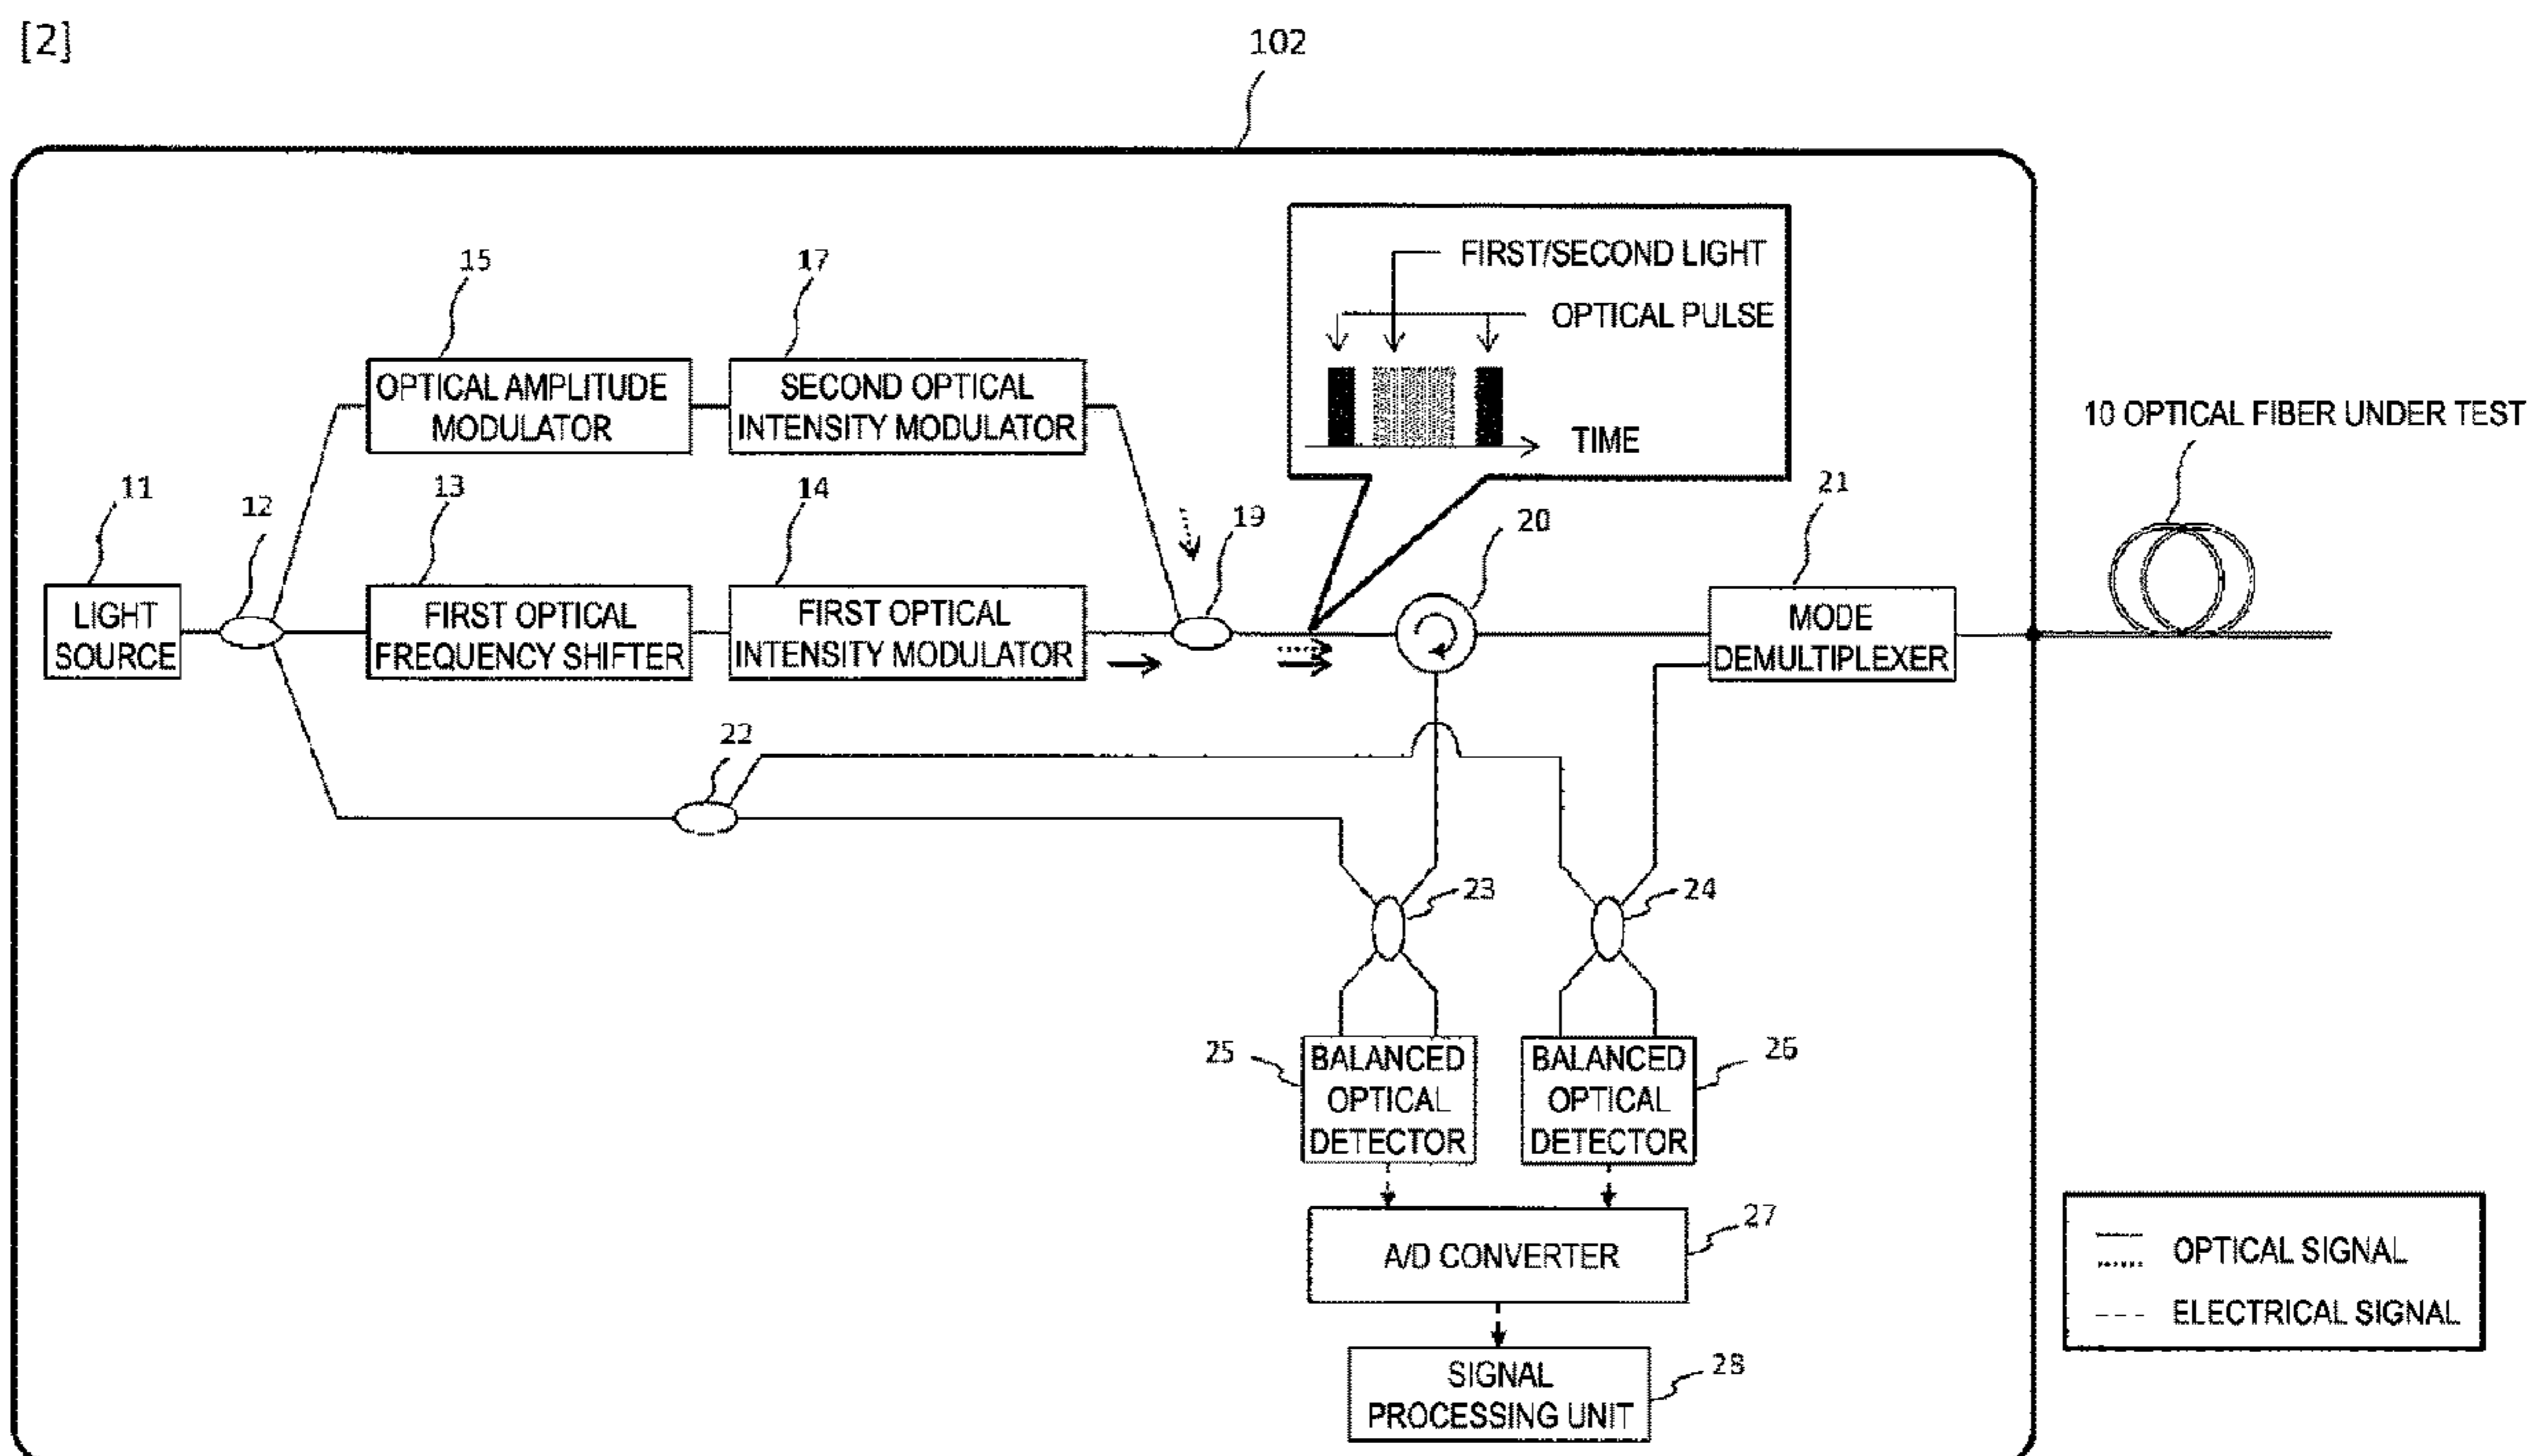 [2]
102
FIRST/SECOND LIGHT
OPTICAL PULSE
TIME
15
17
OPTICAL AMPLITUDE
MODULATOR
SECOND OPTICAL
INTENSITY MODULATOR
10 OPTICAL FIBER UNDER TEST
11
12
13
14
19
20
21
LIGHT
SOURCE
FIRST OPTICAL
FREQUENCY SHIFTER
FIRST OPTICAL
INTENSITY MODULATOR
MODE
DEMULTIPLEXER
22
23
24
25
BALANCED
OPTICAL
DETECTOR
BALANCED
OPTICAL
DETECTOR
26
A/D CONVERTER
27
SIGNAL
PROCESSING UNIT
28
OPTICAL SIGNAL
ELECTRICAL SIGNAL